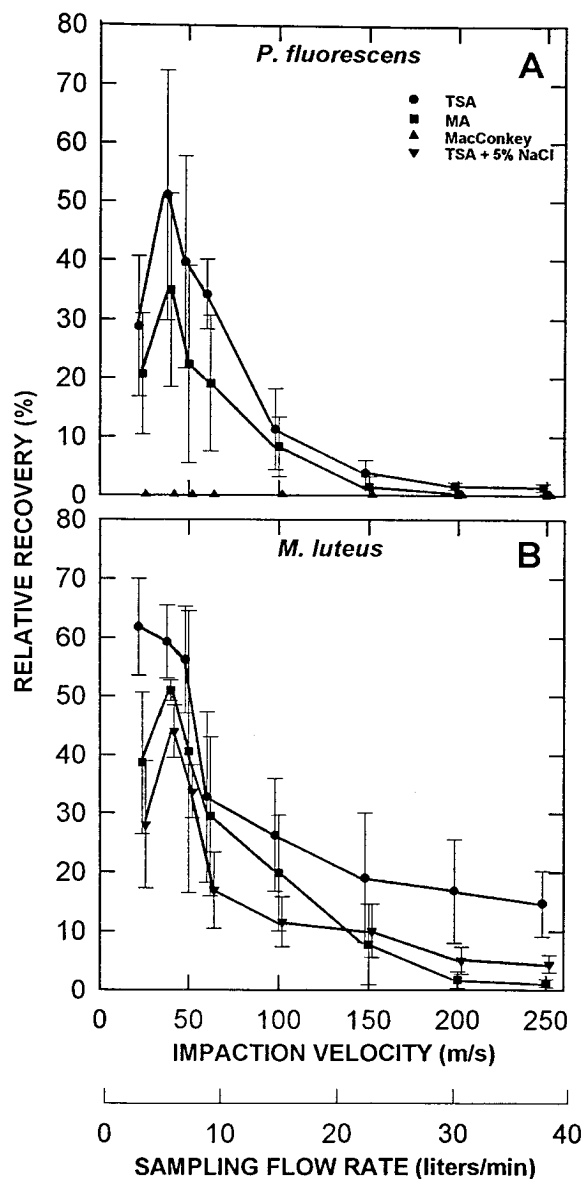 80
70
60
50
40
30
20
10
0
P. fluorescens
A
TSA
MA
MacConkey
TSA + 5% NaCl
RELATIVE RECOVERY (%)
80
70
60
50
40
30
20
10
0
M. luteus
B
0 50 100 150 200 250
IMPACTION VELOCITY (m/s)
0 10 20 30 40
SAMPLING FLOW RATE (liters/min)